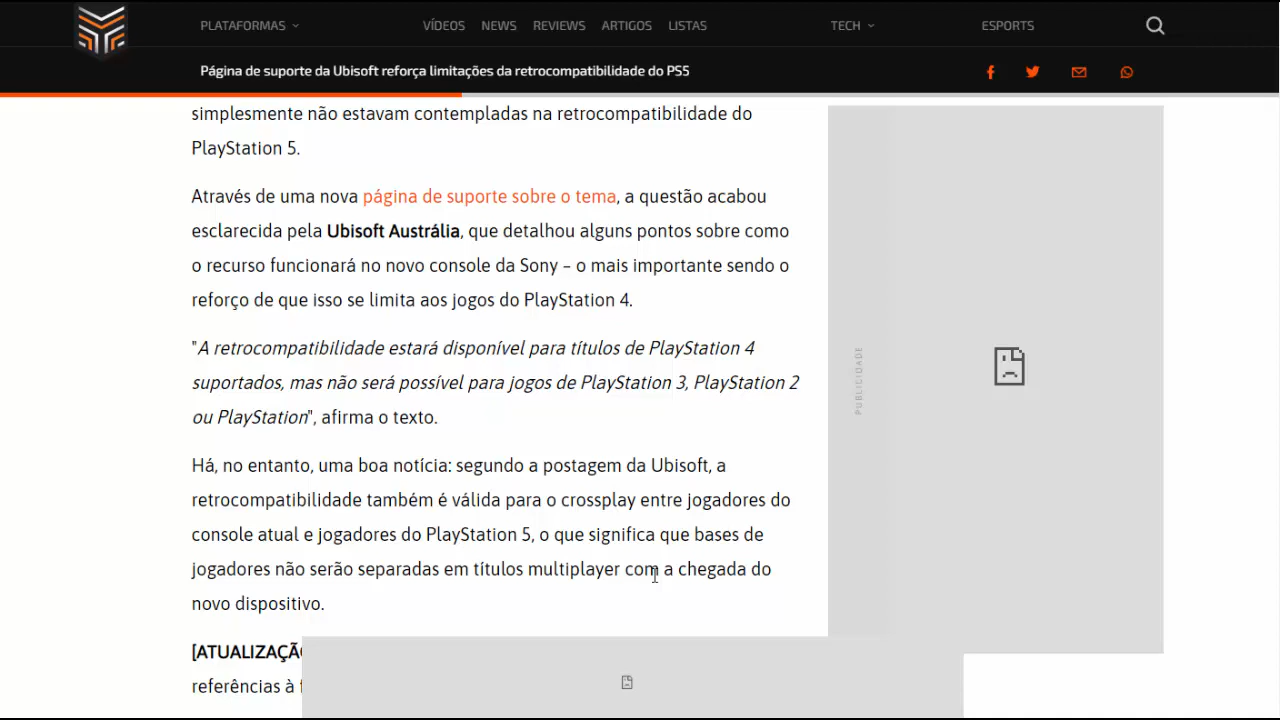 PLATAFORMAS VÍDEOS NEWS REVIEWS ARTIGOS LISTAS TECH ESPORTS
Página de suporte da Ubisoft reforça limitações da retrocompatibilidade do PS5
simplesmente não estavam contempladas na retrocompatibilidade do
PlayStation 5.
Através de uma nova página de suporte sobre o tema, a questão acabou
esclarecida pela Ubisoft Austrália, que detalhou alguns pontos sobre como
o recurso funcionará no novo console da Sony – o mais importante sendo o
reforço de que isso se limita aos jogos do PlayStation 4.
"A retrocompatibilidade estará disponível para títulos de PlayStation 4
suportados, mas não será possível para jogos de PlayStation 3, PlayStation 2
ou PlayStation", afirma o texto.
Há, no entanto, uma boa notícia: segundo a postagem da Ubisoft, a
retrocompatibilidade também é válida para o crossplay entre jogadores do
console atual e jogadores do PlayStation 5, o que significa que bases de
jogadores não serão separadas em títulos multiplayer com a chegada do
novo dispositivo.
[ATUALIZAÇÃ
referências à
PUBLICIDADE